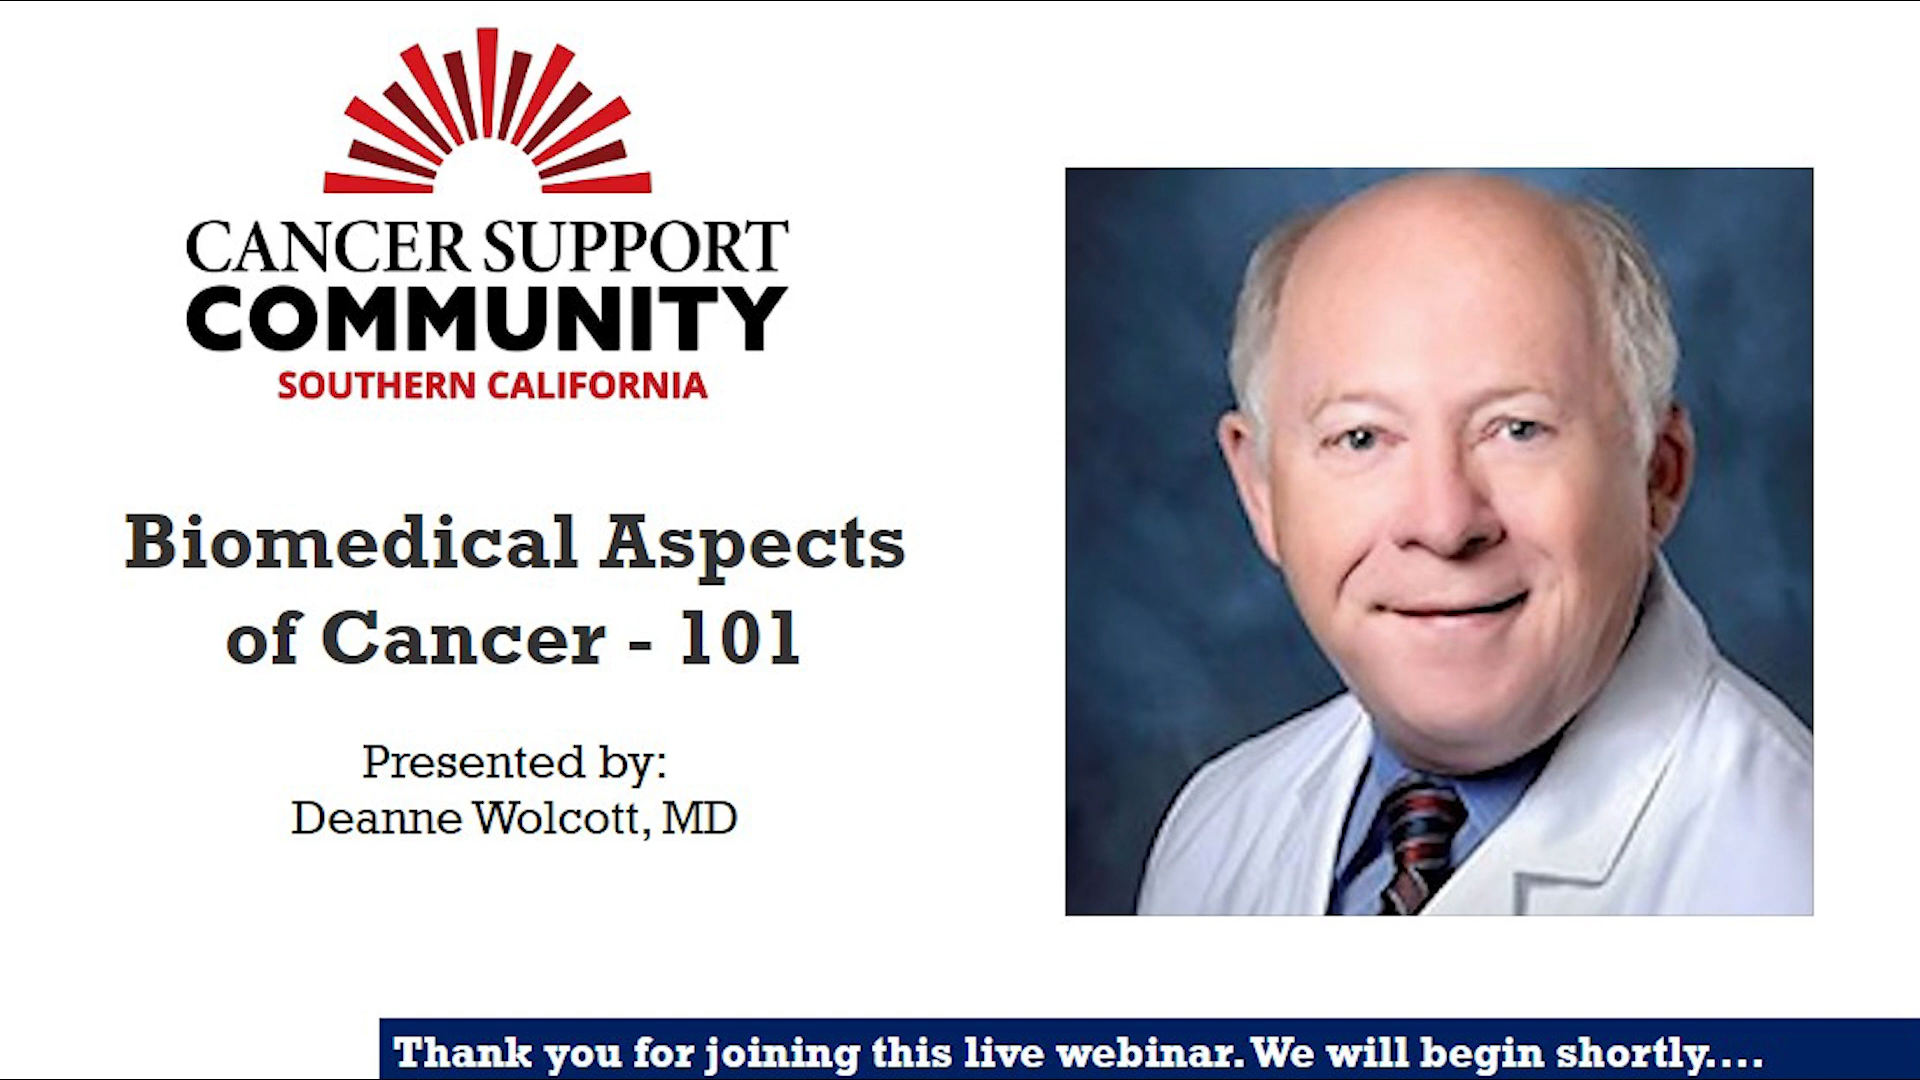 CANCER SUPPORT
COMMUNITY
SOUTHERN CALIFORNIA
Biomedical Aspects
of Cancer - 101
Presented by:
Deanne Wolcott, MD
Thank you for joining this live webinar. We will begin shortly....